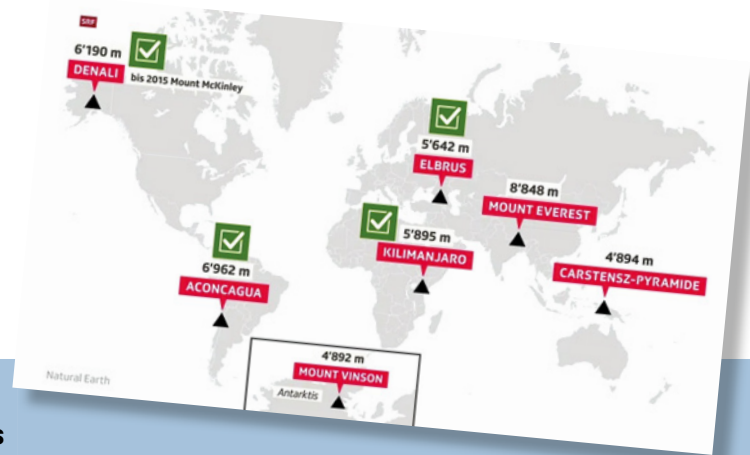 SRF
6'190 m
DENALI
bis 2015 Mount McKinley
5'642 m
ELBRUS
8'848 m
MOUNT EVEREST
5'895 m
KILIMANJARO
4'894 m
CARSTENSZ-PYRAMIDE
6'962 m
ACONCAGUA
4'892 m
MOUNT VINSON
Antarktis
Natural Earth
s